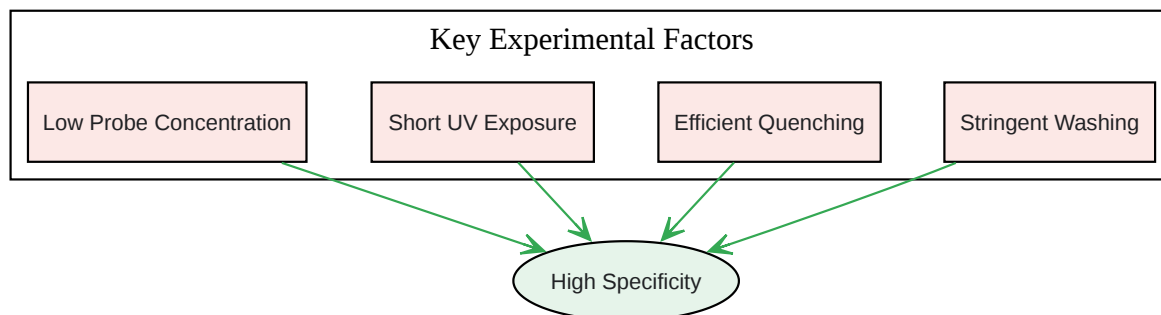 Key Experimental Factors
Low Probe Concentration
Short UV Exposure
Efficient Quenching
Stringent Washing
High Specificity